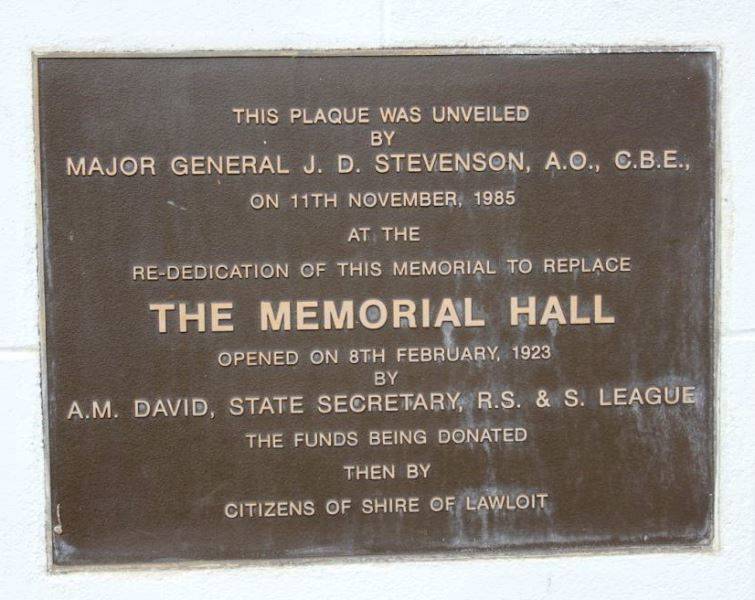 THIS PLAQUE WAS UNVEILED
BY
MAJOR GENERAL J. D. STEVENSON, A.O., C.B.E.,
ON 11TH NOVEMBER, 1985
AT THE
RE-DEDICATION OF THIS MEMORIAL TO REPLACE
THE MEMORIAL HALL
OPENED ON 8TH FEBRUARY, 1923
BY
A.M. DAVID, STATE SECRETARY, R.S. & S. LEAGUE
THE FUNDS BEING DONATED
THEN BY
CITIZENS OF SHIRE OF LAWLOIT